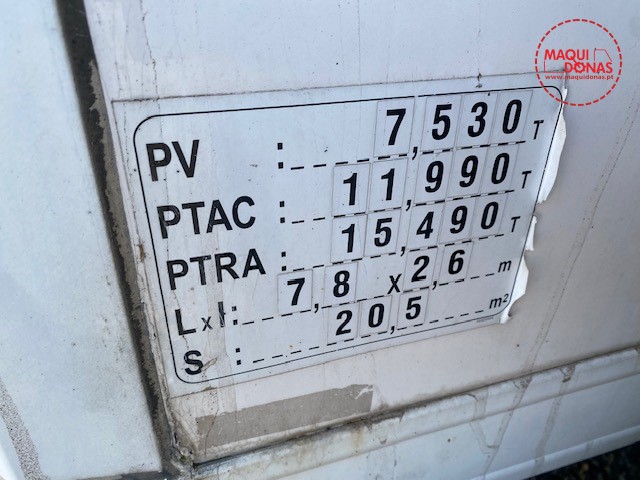 MAQUI
DONAS
www.maquidonas.pt
PV : 7,530 T
PTAC : 11,990 T
PTRA : 15,490 T
L x l : 7,8 x 2,6 m
S : 20,5 m²